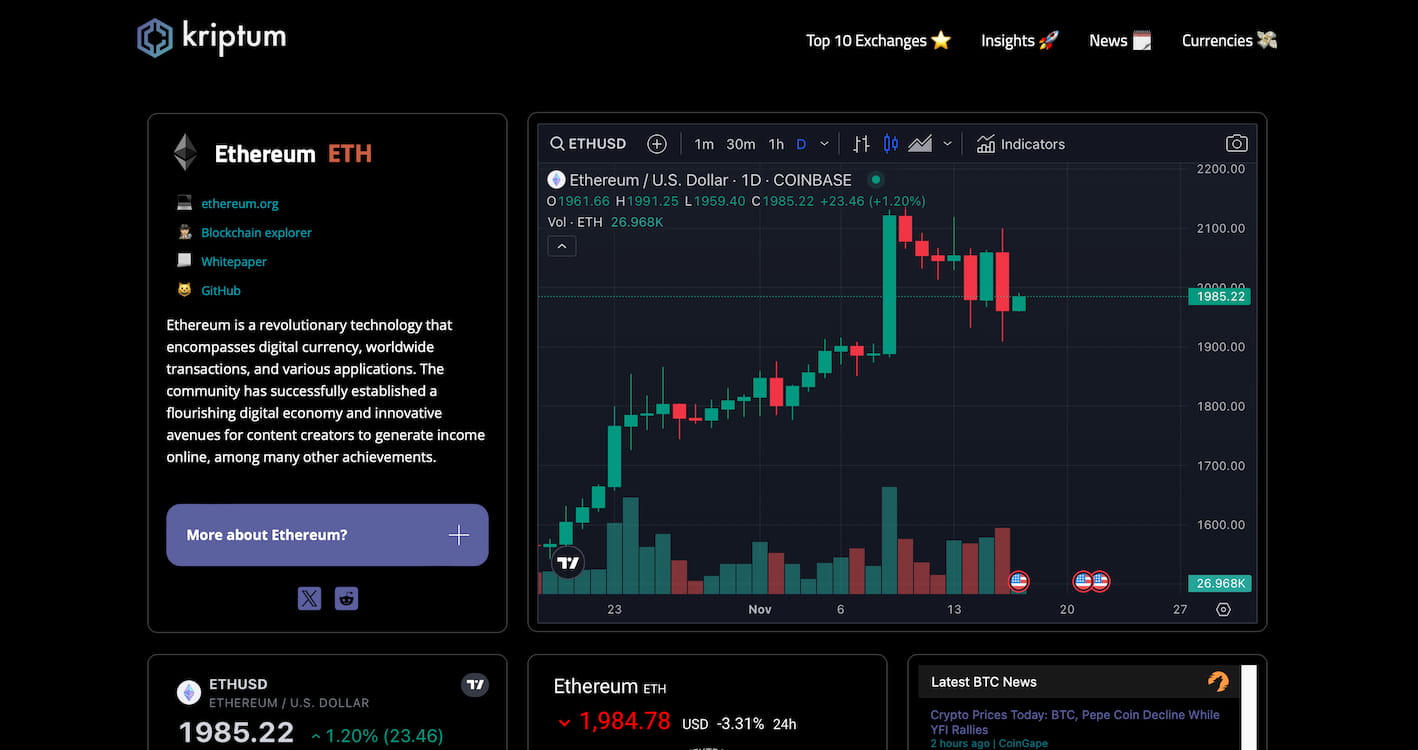 kriptum
Top 10 Exchanges ⭐ Insights 🚀 News 🗒️ Currencies 💸
Ethereum ETH
ethereum.org
Blockchain explorer
Whitepaper
GitHub
Ethereum is a revolutionary technology that
encompasses digital currency, worldwide
transactions, and various applications. The
community has successfully established a
flourishing digital economy and innovative
avenues for content creators to generate income
online, among many other achievements.
More about Ethereum?
ETHUSD 1m 30m 1h D Indicators
Ethereum / U.S. Dollar · 1D · COINBASE
O1961.66 H1991.25 L1959.40 C1985.22 +23.46 (+1.20%)
Vol · ETH 26.968K
2200.00
2100.00
2000.00
1985.22
1900.00
1800.00
1700.00
1600.00
26.968K
23 Nov 6 13 20 27
ETHUSD
ETHEREUM / U.S. DOLLAR
1985.22 1.20% (23.46)
Ethereum ETH
1,984.78 USD -3.31% 24h
Latest BTC News
Crypto Prices Today: BTC, Pepe Coin Decline While
YFI Rallies
2 hours ago | CoinGape